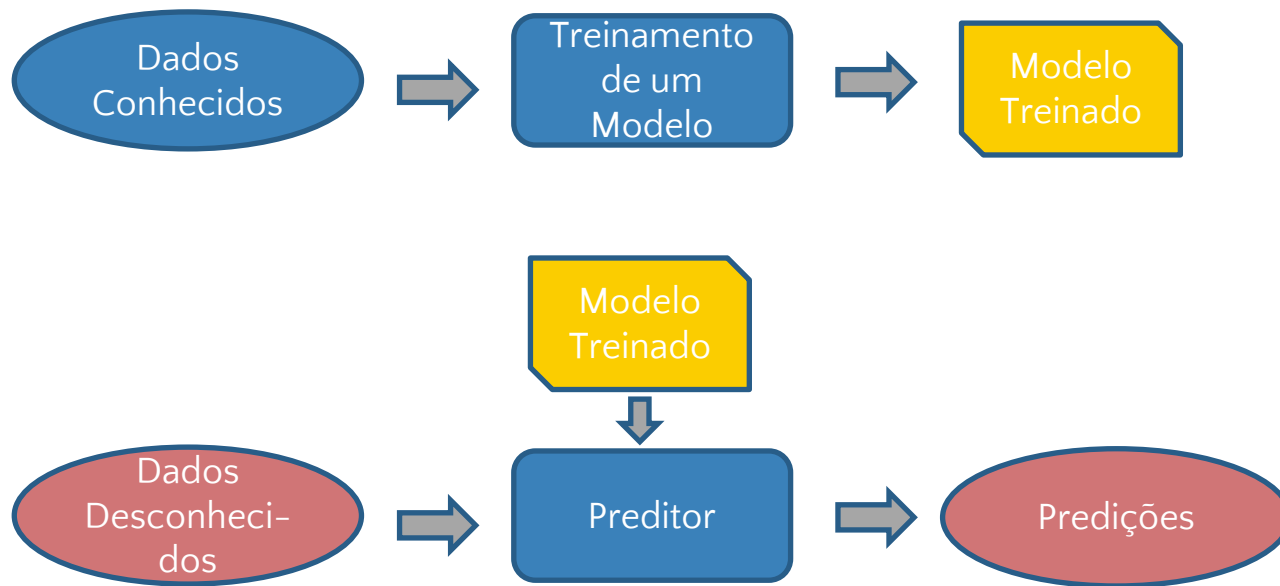 Dados
Conhecidos
Treinamento
de um
Modelo
Modelo
Treinado
Modelo
Treinado
Dados
Desconheci-
dos
Preditor
Predições